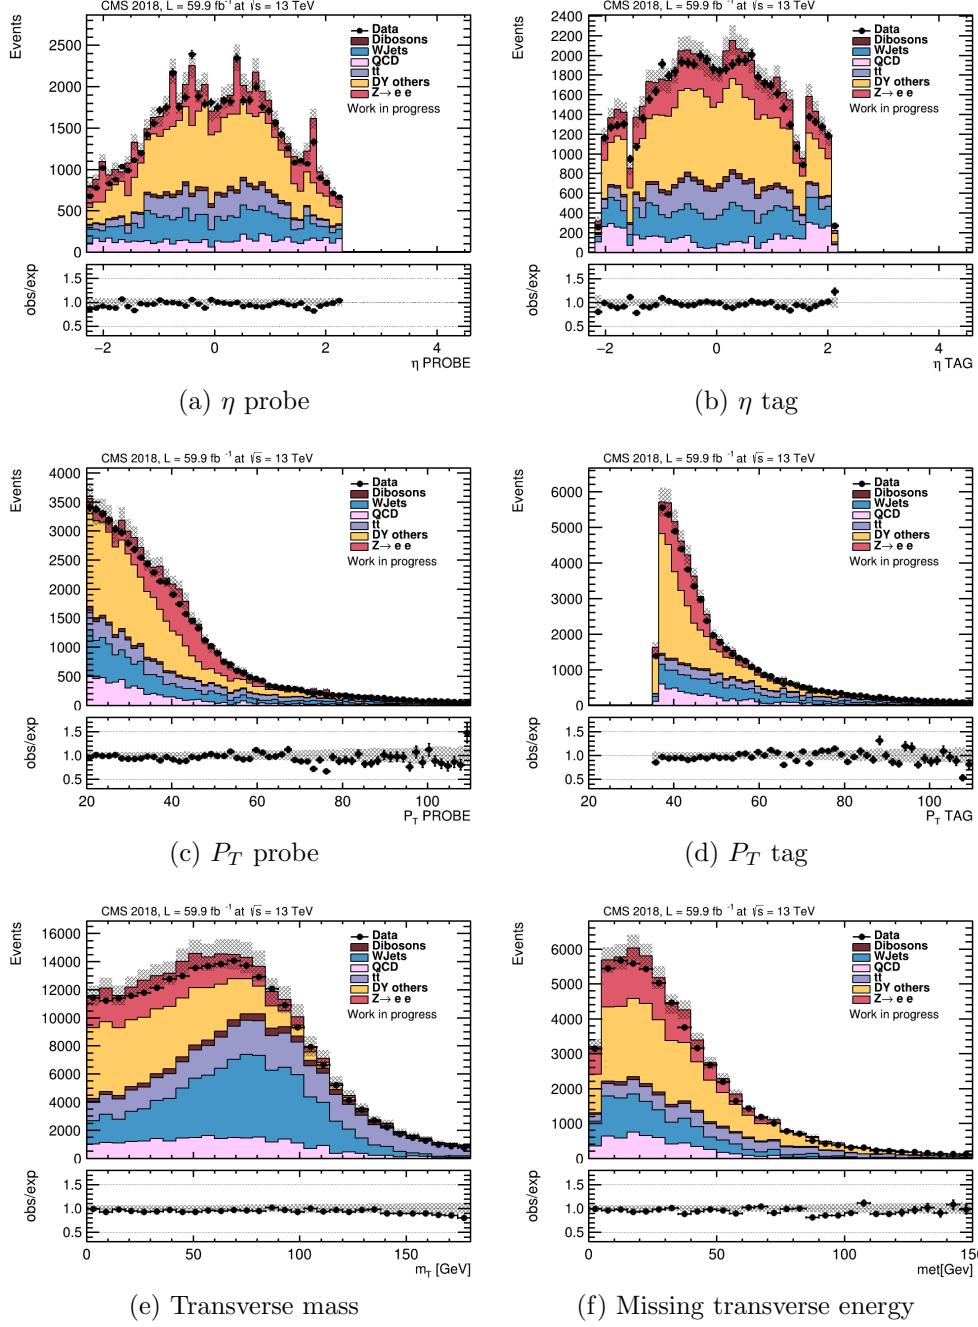 CMS 2018, L = 59.9 fb⁻¹ at √s = 13 TeV
Events
2500
2000
1500
1000
500
0
Data
Dibosons
WJets
QCD
tt
DY others
Z→ e e
Work in progress
obs/exp
1.5
1.0
0.5
−2 0 2 4
η PROBE
(a) η probe
CMS 2018, L = 59.9 fb⁻¹ at √s = 13 TeV
Events
2400
2200
2000
1800
1600
1400
1200
1000
800
600
400
200
0
Data
Dibosons
WJets
QCD
tt
DY others
Z→ e e
Work in progress
obs/exp
1.5
1.0
0.5
−2 0 2 4
η TAG
(b) η tag
CMS 2018, L = 59.9 fb⁻¹ at √s = 13 TeV
Events
4000
3500
3000
2500
2000
1500
1000
500
0
Data
Dibosons
WJets
QCD
tt
DY others
Z→ e e
Work in progress
obs/exp
1.5
1.0
0.5
20 40 60 80 100
P_T PROBE
(c) P_T probe
CMS 2018, L = 59.9 fb⁻¹ at √s = 13 TeV
Events
6000
5000
4000
3000
2000
1000
0
Data
Dibosons
WJets
QCD
tt
DY others
Z→ e e
Work in progress
obs/exp
1.5
1.0
0.5
20 40 60 80 100
P_T TAG
(d) P_T tag
CMS 2018, L = 59.9 fb⁻¹ at √s = 13 TeV
Events
16000
14000
12000
10000
8000
6000
4000
2000
0
Data
Dibosons
WJets
QCD
tt
DY others
Z→ e e
Work in progress
obs/exp
1.5
1.0
0.5
0 50 100 150
m_T [GeV]
(e) Transverse mass
CMS 2018, L = 59.9 fb⁻¹ at √s = 13 TeV
Events
6000
5000
4000
3000
2000
1000
0
Data
Dibosons
WJets
QCD
tt
DY others
Z→ e e
Work in progress
obs/exp
1.5
1.0
0.5
0 50 100 15
met[Gev]
(f) Missing transverse energy